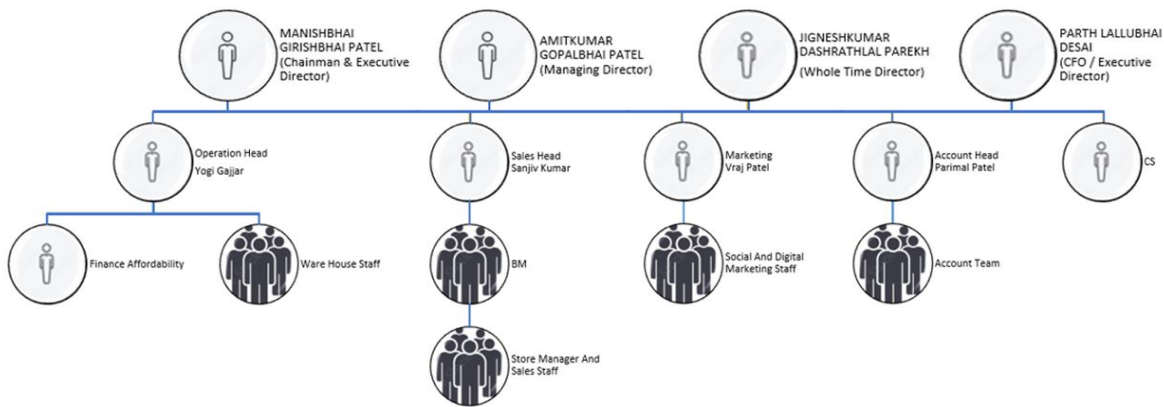 MANISHBHAI
GIRISHBHAI PATEL
(Chainman & Executive
Director)
AMITKUMAR
GOPALBHAI PATEL
(Managing Director)
JIGNESHKUMAR
DASHRATHLAL PAREKH
(Whole Time Director)
PARTH LALLUBHAI
DESAI
(CFO / Executive
Director)
Operation Head
Yogi Gajjar
Sales Head
Sanjiv Kumar
Marketing
Vraj Patel
Account Head
Parimal Patel
CS
Finance Affordability
Ware House Staff
BM
Social And Digital
Marketing Staff
Account Team
Store Manager And
Sales Staff